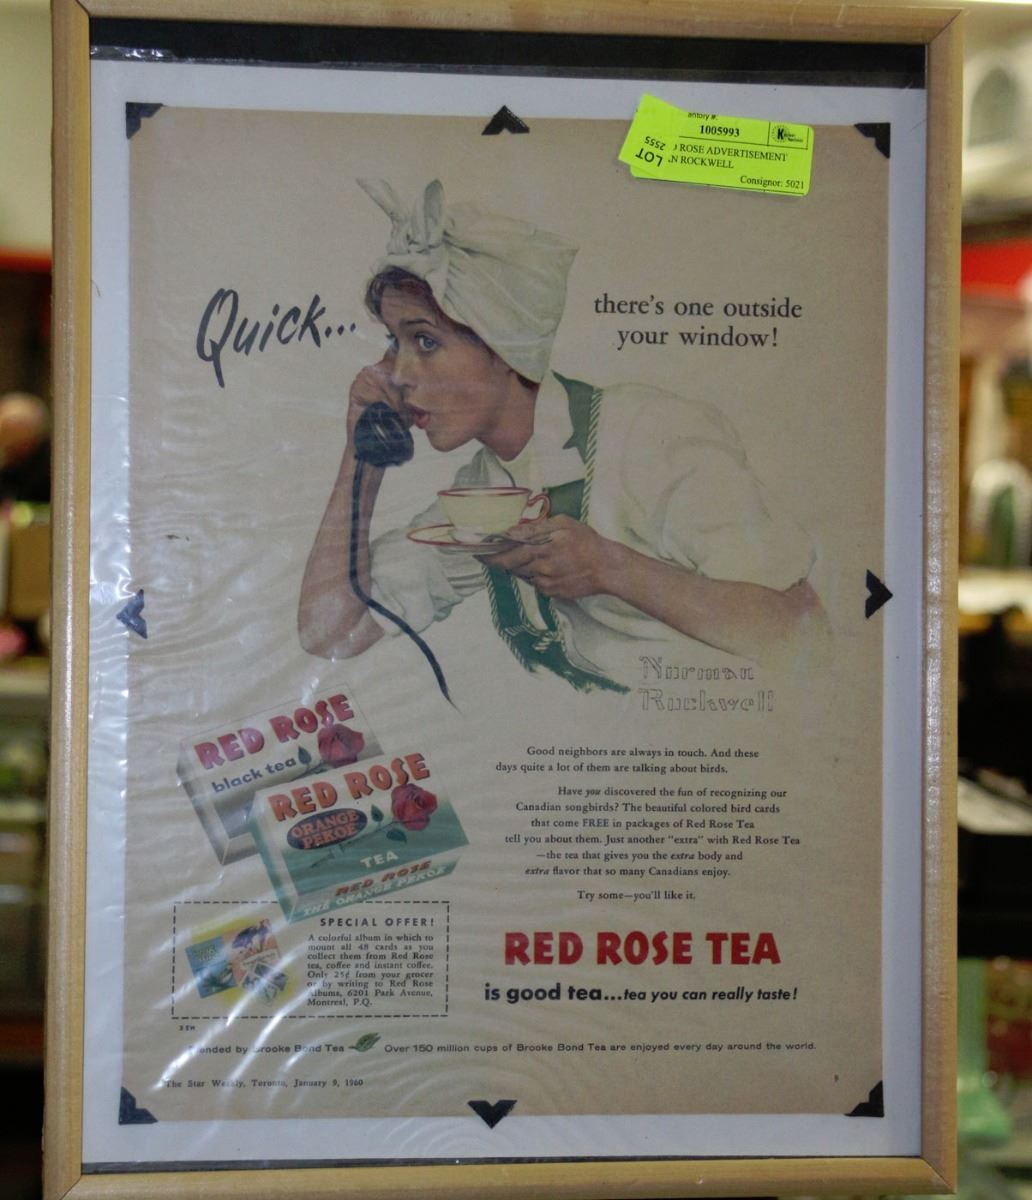 1005993
ROSE ADVERTISEMENT
LOT 2555
ROCKWELL
Consignor: 5021
Quick...
there's one outside
your window!
Norman
Rockwell
RED ROSE
black tea
RED ROSE
ORANGE
PEKOE
TEA
RED ROSE
THE ORANGE PEKOE
Good neighbors are always in touch. And these
days quite a lot of them are talking about birds.
Have you discovered the fun of recognizing our
Canadian songbirds? The beautiful colored bird cards
that come FREE in packages of Red Rose Tea
tell you about them. Just another "extra" with Red Rose Tea
—the tea that gives you the extra body and
extra flavor that so many Canadians enjoy.
Try some—you'll like it.
SPECIAL OFFER!
A colorful album in which to
mount all 48 cards as you
collect them from Red Rose
tea, coffee and instant coffee.
Only 25¢ from your grocer
or by writing to Red Rose
Albums, 6201 Park Avenue,
Montreal, P.Q.
RED ROSE TEA
is good tea...tea you can really taste!
Brooke Bond Tea Over 150 million cups of Brooke Bond Tea are enjoyed every day around the world.
The Star Weekly, Toronto, January 9, 1960
9